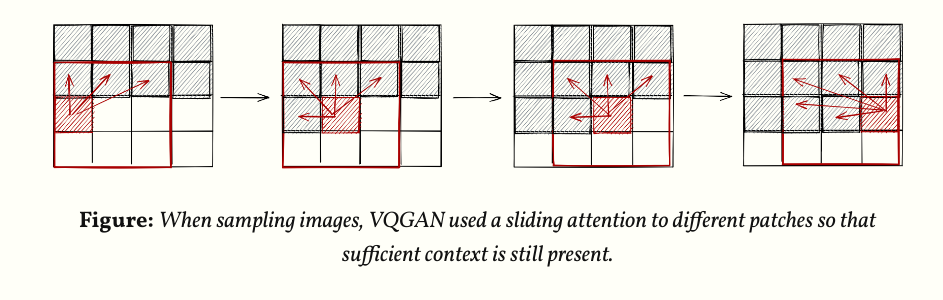 Figure: When sampling images, VQGAN used a sliding attention to different patches so that
sufficient context is still present.